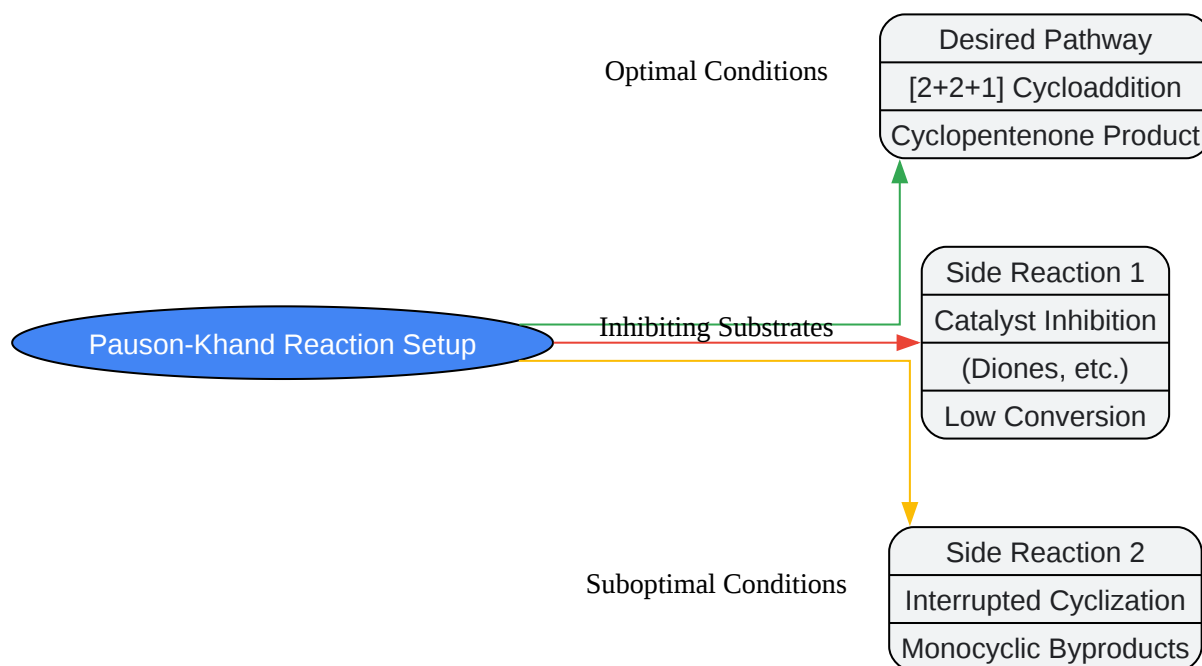 Pauson-Khand Reaction Setup
Optimal Conditions
Desired Pathway
[2+2+1] Cycloaddition
Cyclopentenone Product
Inhibiting Substrates
Side Reaction 1
Catalyst Inhibition
(Diones, etc.)
Low Conversion
Suboptimal Conditions
Side Reaction 2
Interrupted Cyclization
Monocyclic Byproducts